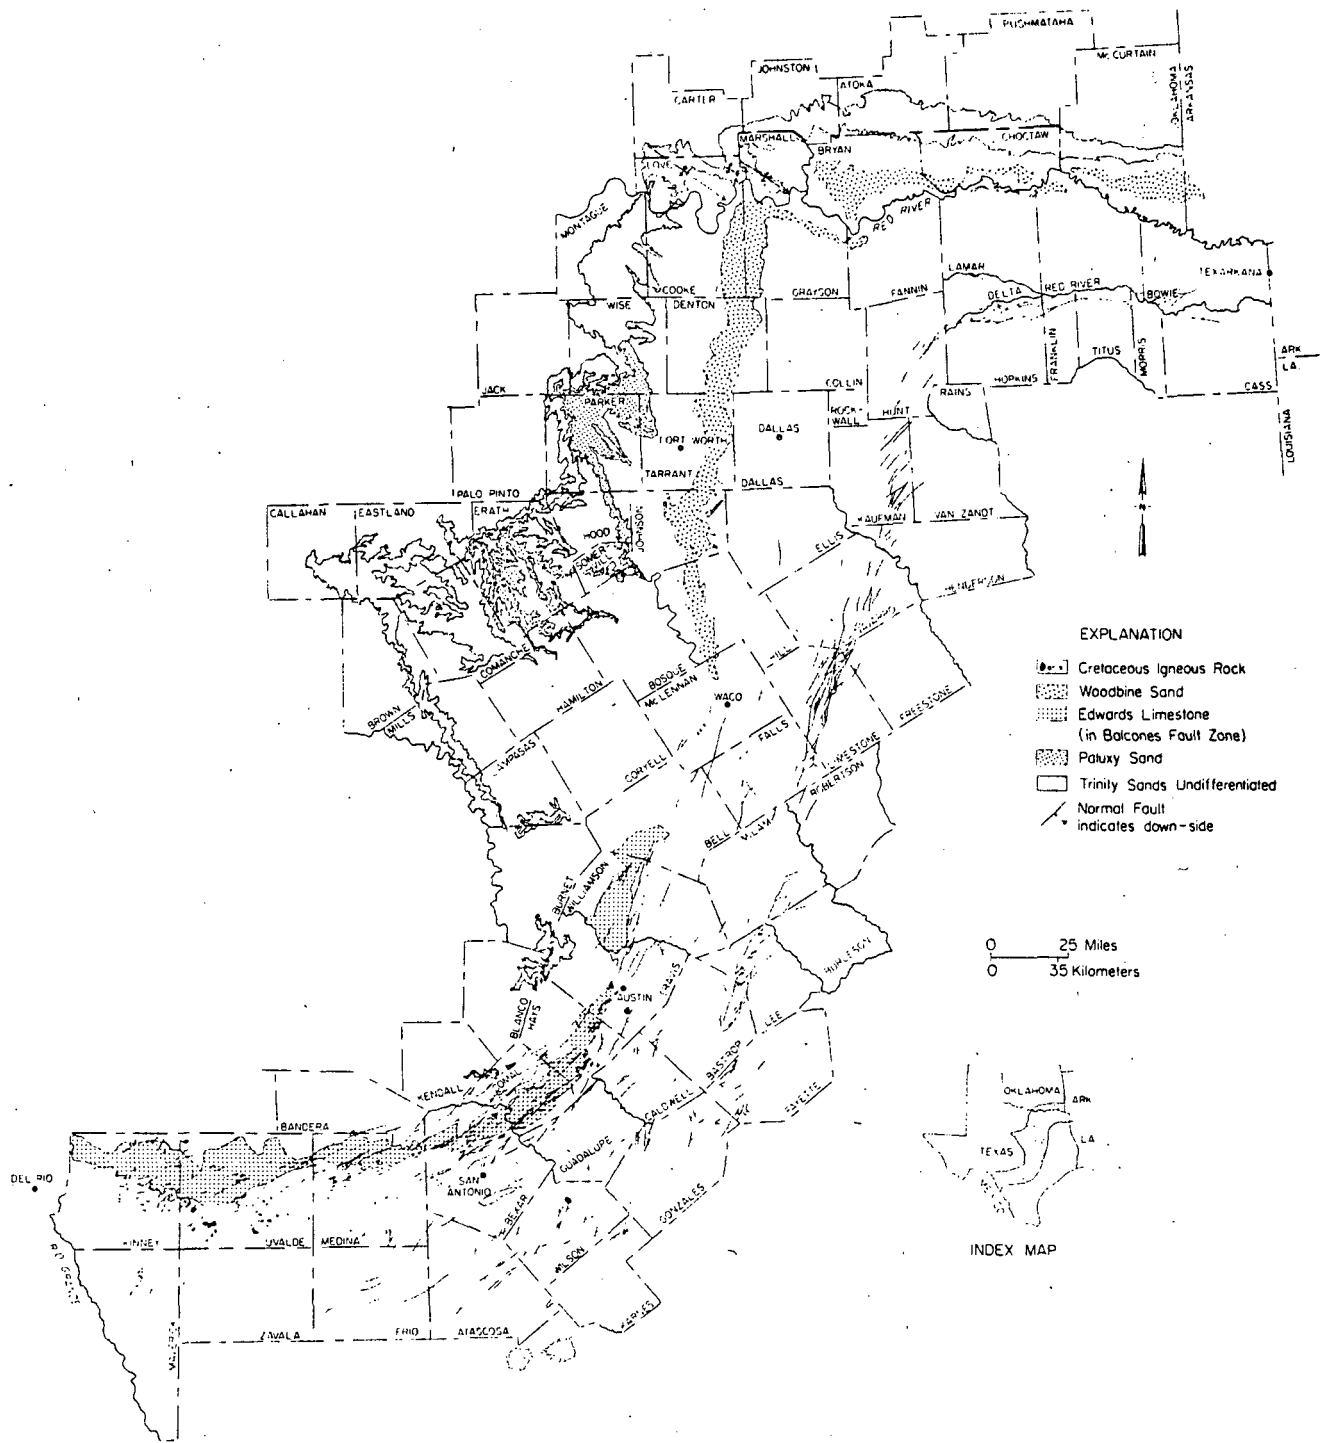 PUSHMATAHA
McCURTAIN
JOHNSTON
ATOKA
CARTER
OKLAHOMA
ARKANSAS
MARSHALL
CHOCTAW
BRYAN
LOVE
MONTAGUE
RED RIVER
TEXARKANA
LAMAR
COOKE
GRAYSON
FANNIN
DELTA
RED RIVER
BOWIE
WISE
DENTON
FRANKLIN
TITUS
MORRIS
ARK
LA.
JACK
COLLIN
HOPKINS
CASS
PARKER
ROCK-
WALL
HUNT
RAINS
LOUISIANA
FORT WORTH
DALLAS
TARRANT
DALLAS
PALO PINTO
CALLAHAN
EASTLAND
ERATH
HOOD
JOHNSON
KAUFMAN
VAN ZANDT
N
SOMER
ELLIS
HENDERSON
COMANCHE
HILL
BOSQUE
McLENNAN
WACO
HAMILTON
BROWN
MILLS
FALLS
FREESTONE
LAMPASAS
CORYELL
LIMESTONE
ROBERTSON
BELL
MILAM
EXPLANATION
Cretaceous Igneous Rock
Woodbine Sand
Edwards Limestone
(in Balcones Fault Zone)
Paluxy Sand
Trinity Sands Undifferentiated
Normal Fault
indicates down-side
BURNET
WILLIAMSON
BURLESON
0 25 Miles
0 35 Kilometers
TRAVIS
AUSTIN
BLANCO
HAYS
LEE
BASTROP
KENDALL
COMAL
CALDWELL
FAYETTE
OKLAHOMA
ARK
TEXAS
LA
BANDERA
GUADALUPE
DEL RIO
SAN
ANTONIO
BEXAR
GONZALES
KINNEY
UVALDE
MEDINA
WILSON
INDEX MAP
KARNES
MAVERICK
ZAVALA
FRIO
ATASCOSA